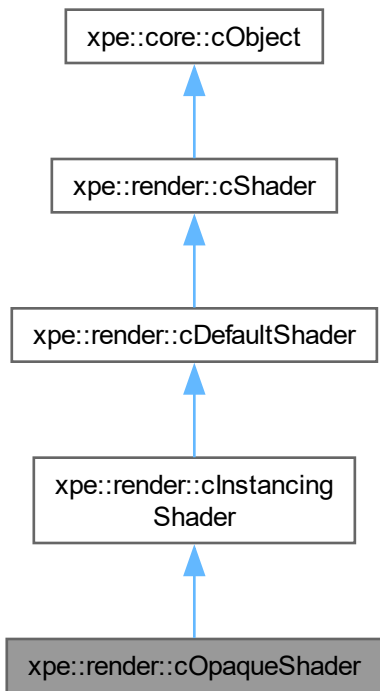 xpe::core::cObject
xpe::render::cShader
xpe::render::cDefaultShader
xpe::render::cInstancing
Shader
xpe::render::cOpaqueShader